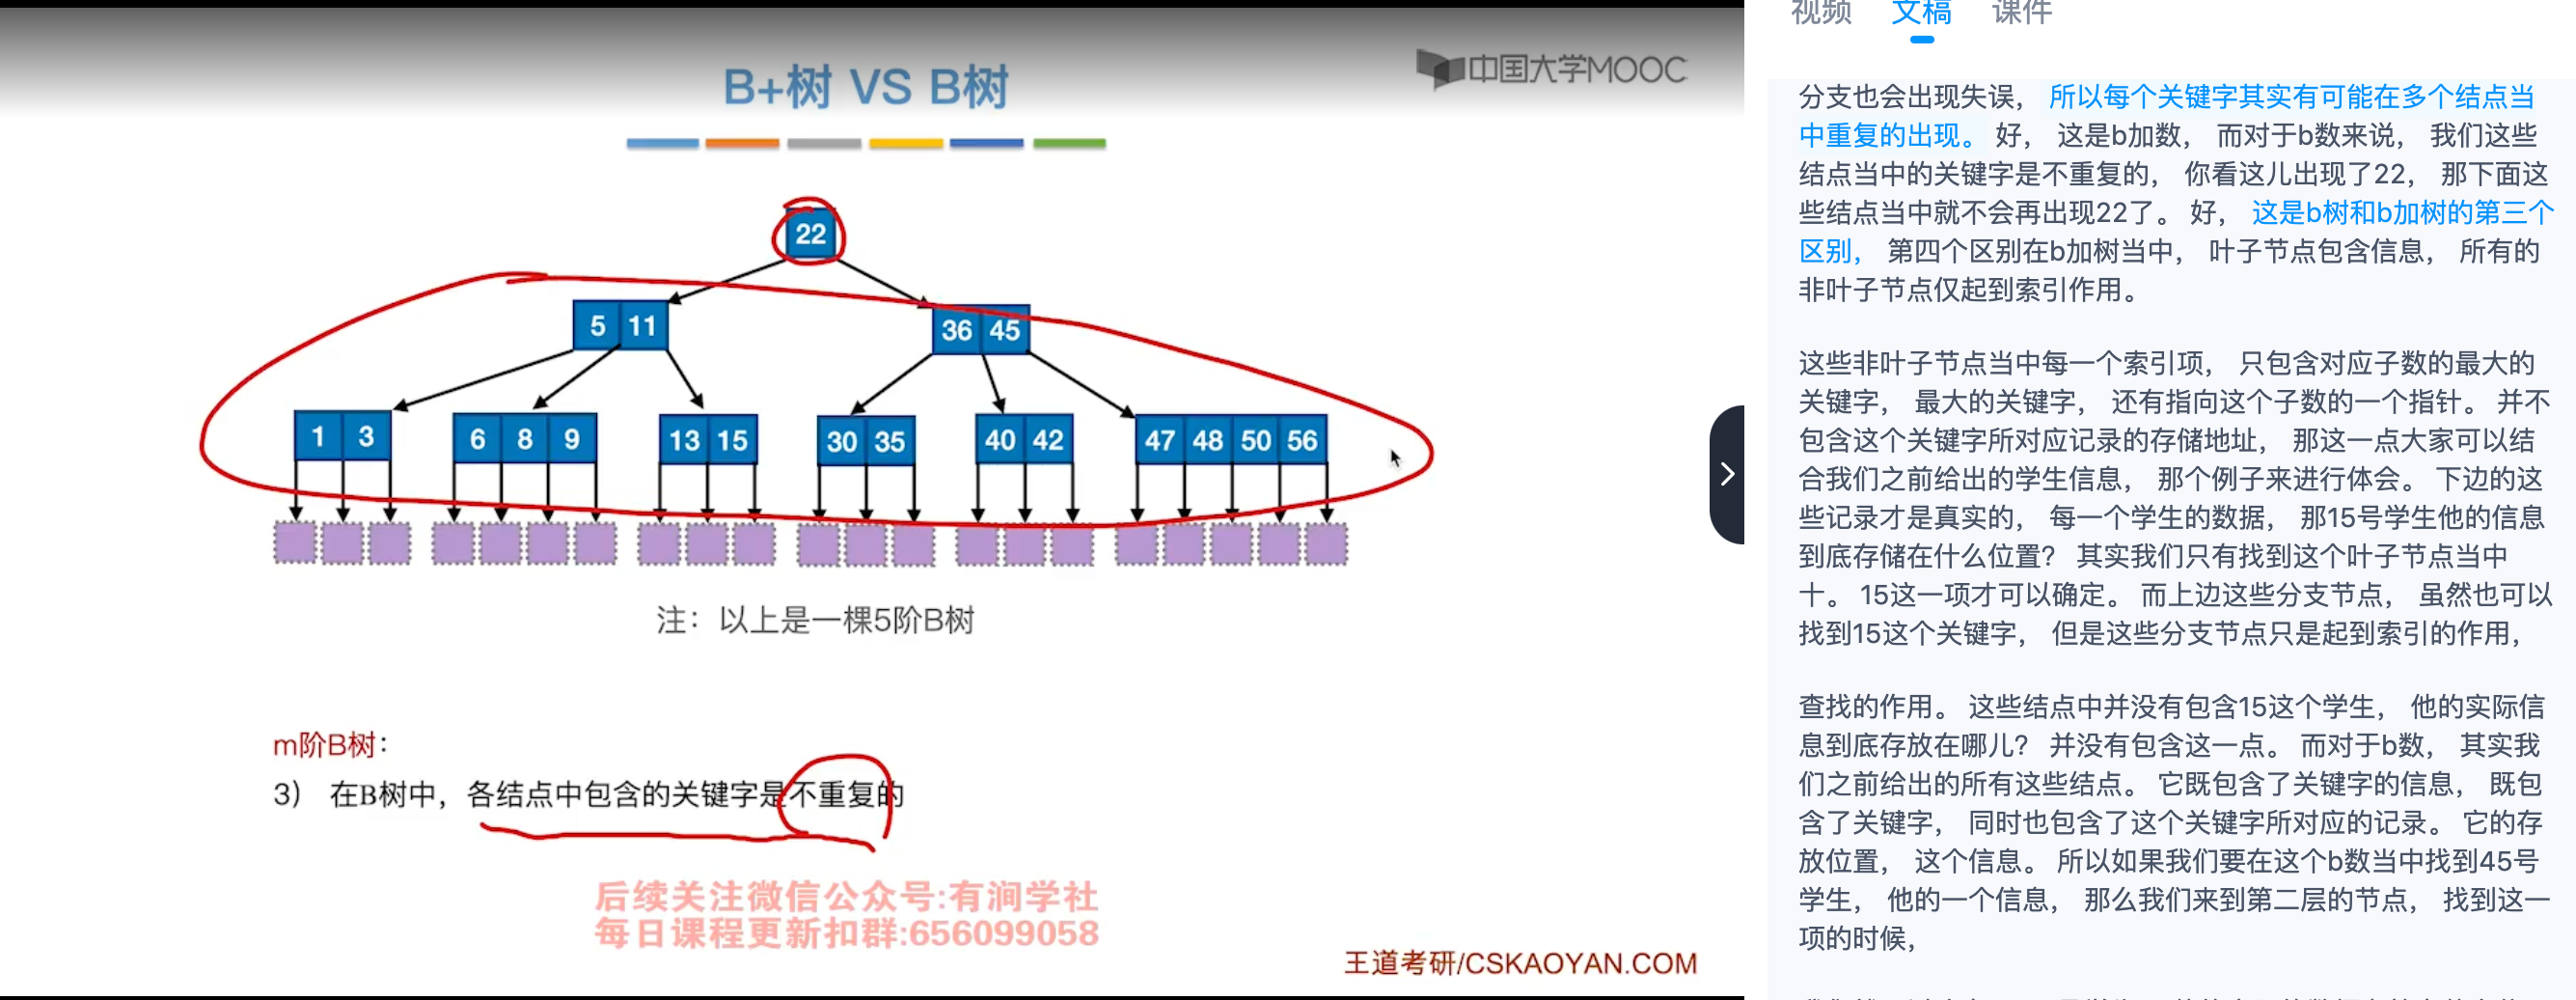 B+树 VS B树
中国大学MOOC
22
5 11
36 45
1 3
6 8 9
13 15
30 35
40 42
47 48 50 56
注：以上是一棵5阶B树
m阶B树：
3） 在B树中，各结点中包含的关键字是不重复的
后续关注微信公众号:有涧学社
每日课程更新扣群:656099058
王道考研/CSKAOYAN.COM
视频 文稿 课件
分支也会出现失误， 所以每个关键字其实有可能在多个结点当
中重复的出现。 好， 这是b加数， 而对于b数来说， 我们这些
结点当中的关键字是不重复的， 你看这儿出现了22， 那下面这
些结点当中就不会再出现22了。 好， 这是b树和b加树的第三个
区别， 第四个区别在b加树当中， 叶子节点包含信息， 所有的
非叶子节点仅起到索引作用。
这些非叶子节点当中每一个索引项， 只包含对应子数的最大的
关键字， 最大的关键字， 还有指向这个子数的一个指针。 并不
包含这个关键字所对应记录的存储地址， 那这一点大家可以结
合我们之前给出的学生信息， 那个例子来进行体会。 下边的这
些记录才是真实的， 每一个学生的数据， 那15号学生他的信息
到底存储在什么位置？ 其实我们只有找到这个叶子节点当中
十。 15这一项才可以确定。 而上边这些分支节点， 虽然也可以
找到15这个关键字， 但是这些分支节点只是起到索引的作用，
查找的作用。 这些结点中并没有包含15这个学生， 他的实际信
息到底存放在哪儿？ 并没有包含这一点。 而对于b数， 其实我
们之前给出的所有这些结点。 它既包含了关键字的信息， 既包
含了关键字， 同时也包含了这个关键字所对应的记录。 它的存
放位置， 这个信息。 所以如果我们要在这个b数当中找到45号
学生， 他的一个信息， 那么我们来到第二层的节点， 找到这一
项的时候，